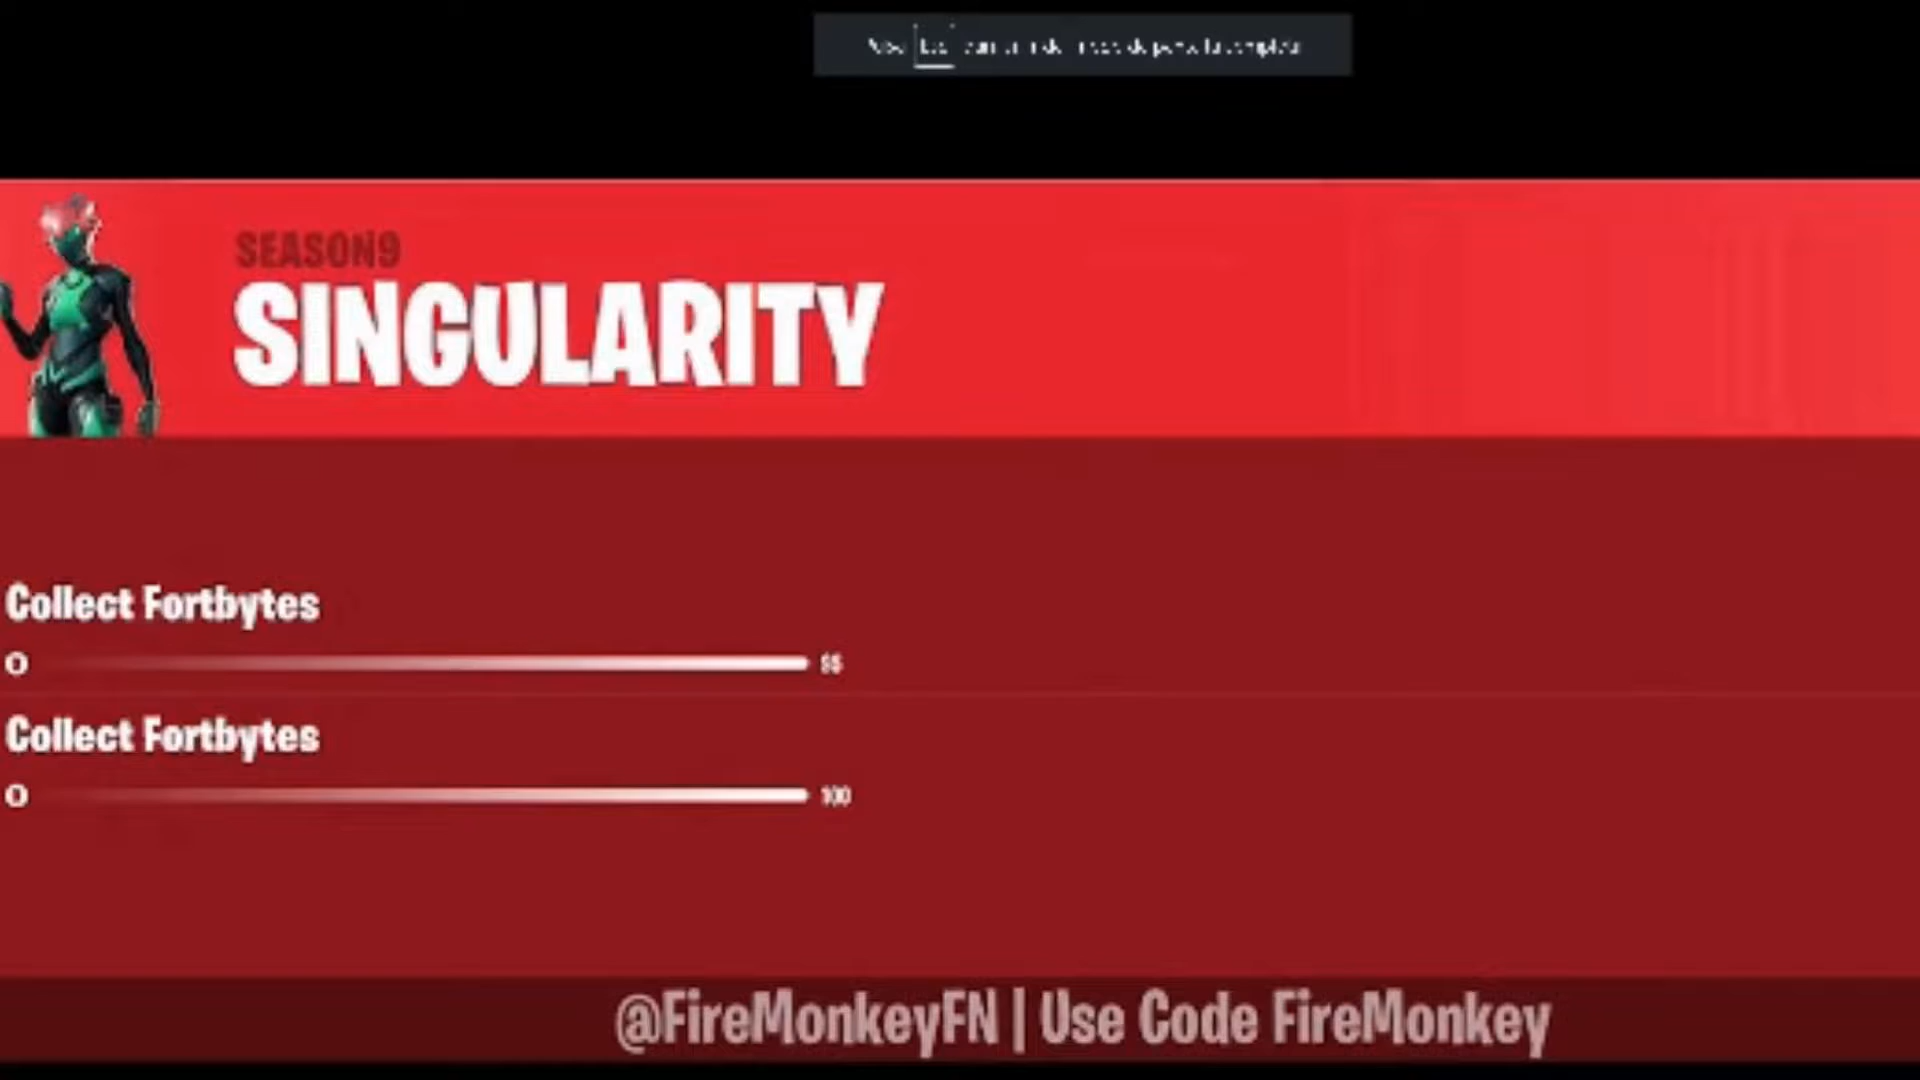 SEASON9
SINGULARITY
Collect Fortbytes
0
Collect Fortbytes
0 100
@FireMonkeyFN | Use Code FireMonkey